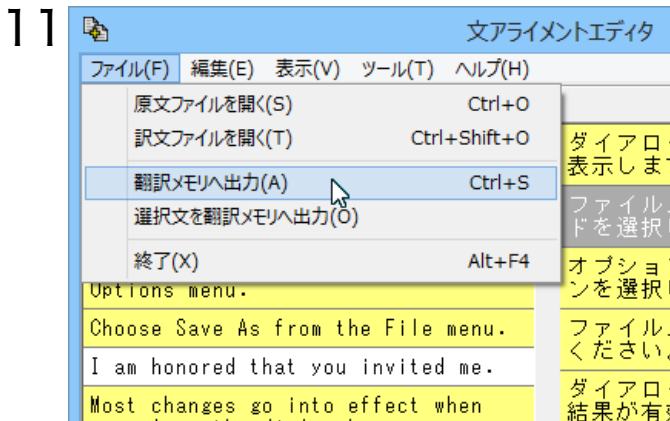 11
文アライメントエディタ
ファイル(F) 編集(E) 表示(V) ツール(T) ヘルプ(H)
原文ファイルを開く(S) Ctrl+O
訳文ファイルを開く(T) Ctrl+Shift+O
翻訳メモリへ出力(A) Ctrl+S
選択文を翻訳メモリへ出力(O)
終了(X) Alt+F4
Options menu.
Choose Save As from the File menu.
I am honored that you invited me.
Most changes go into effect when
ダイアロ
表示しま
ファイル
ドを選択
オプショ
ンを選択
ファイル
ください
ダイアロ
結果が有